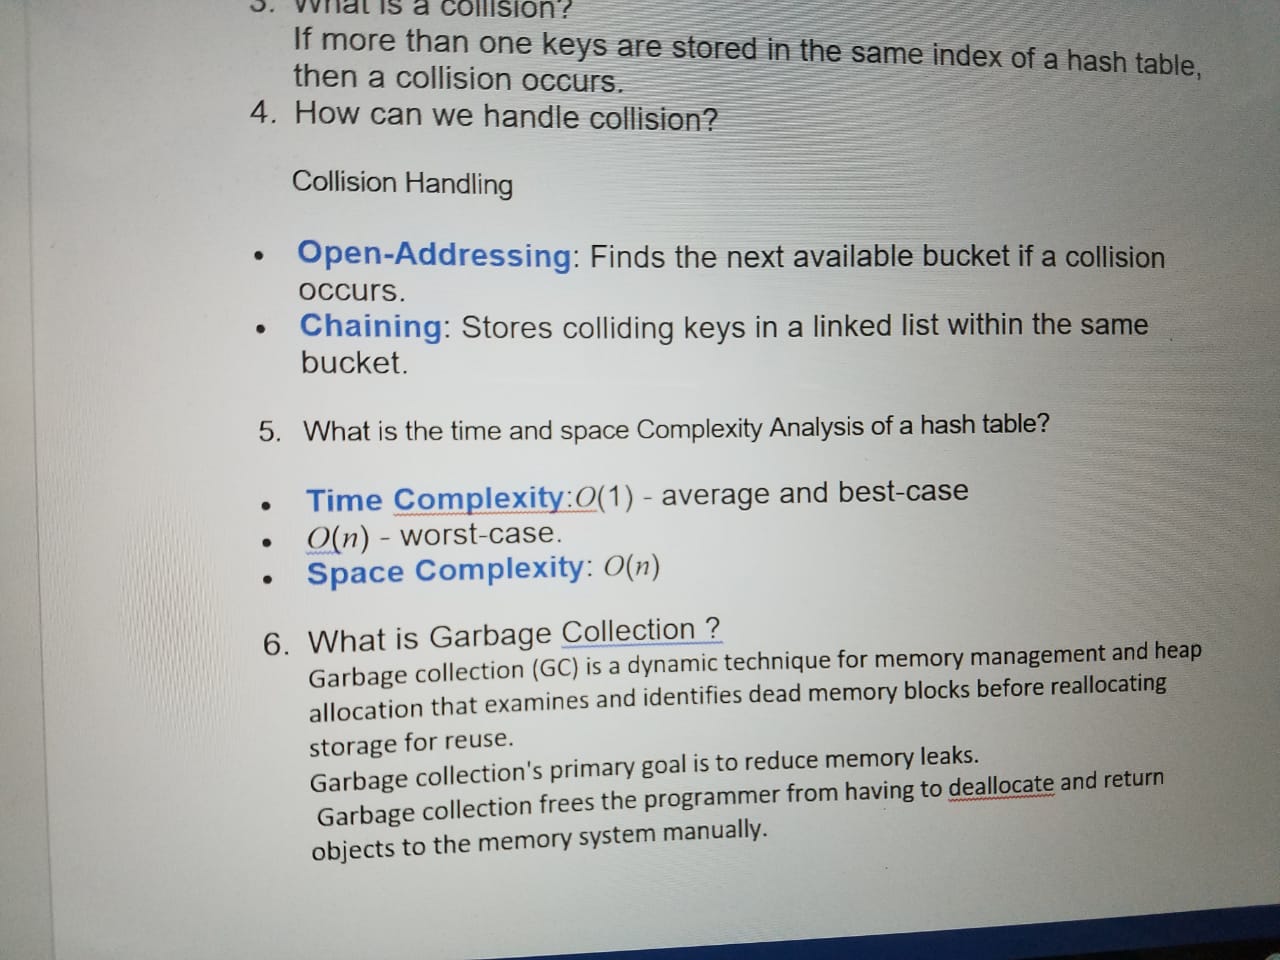 3. What is a collision?
If more than one keys are stored in the same index of a hash table,
then a collision occurs.
4. How can we handle collision?
Collision Handling
• Open-Addressing: Finds the next available bucket if a collision
occurs.
• Chaining: Stores colliding keys in a linked list within the same
bucket.
5. What is the time and space Complexity Analysis of a hash table?
• Time Complexity:O(1) - average and best-case
• O(n) - worst-case.
• Space Complexity: O(n)
6. What is Garbage Collection ?
Garbage collection (GC) is a dynamic technique for memory management and heap
allocation that examines and identifies dead memory blocks before reallocating
storage for reuse.
Garbage collection's primary goal is to reduce memory leaks.
Garbage collection frees the programmer from having to deallocate and return
objects to the memory system manually.